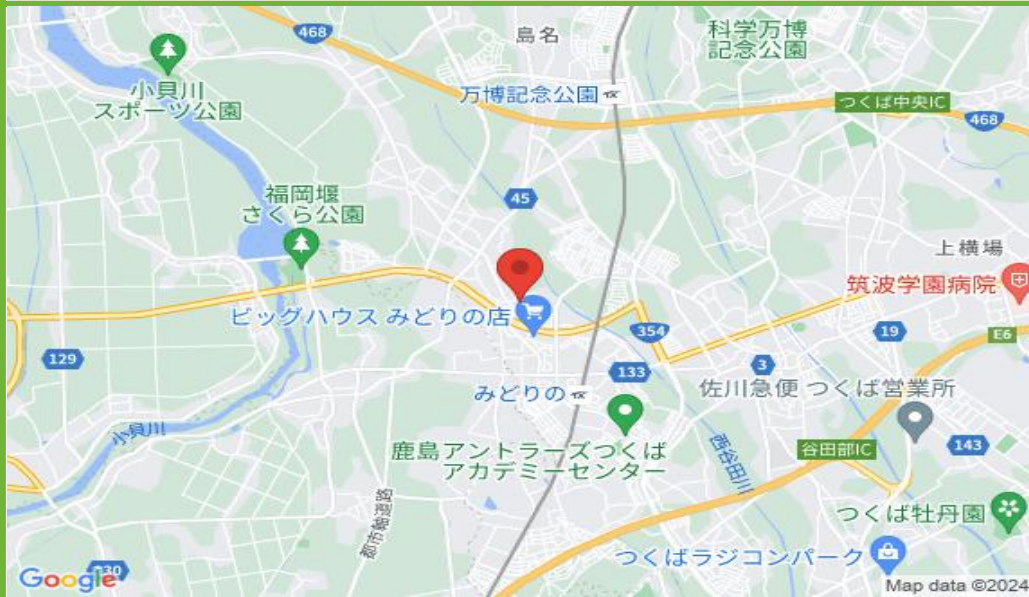 468
島名
科学万博
記念公園
小貝川
スポーツ公園
万博記念公園
つくば中央IC
468
福岡堰
さくら公園
45
上横場
筑波学園病院
ビッグハウス みどりの店
354
19
E6
129
133
3
みどりの
佐川急便 つくば営業所
小貝川
鹿島アントラーズつくば
アカデミーセンター
西谷田川
谷田部IC
143
都市軸道路
つくば牡丹園
つくばラジコンパーク
Google
Map data ©2024